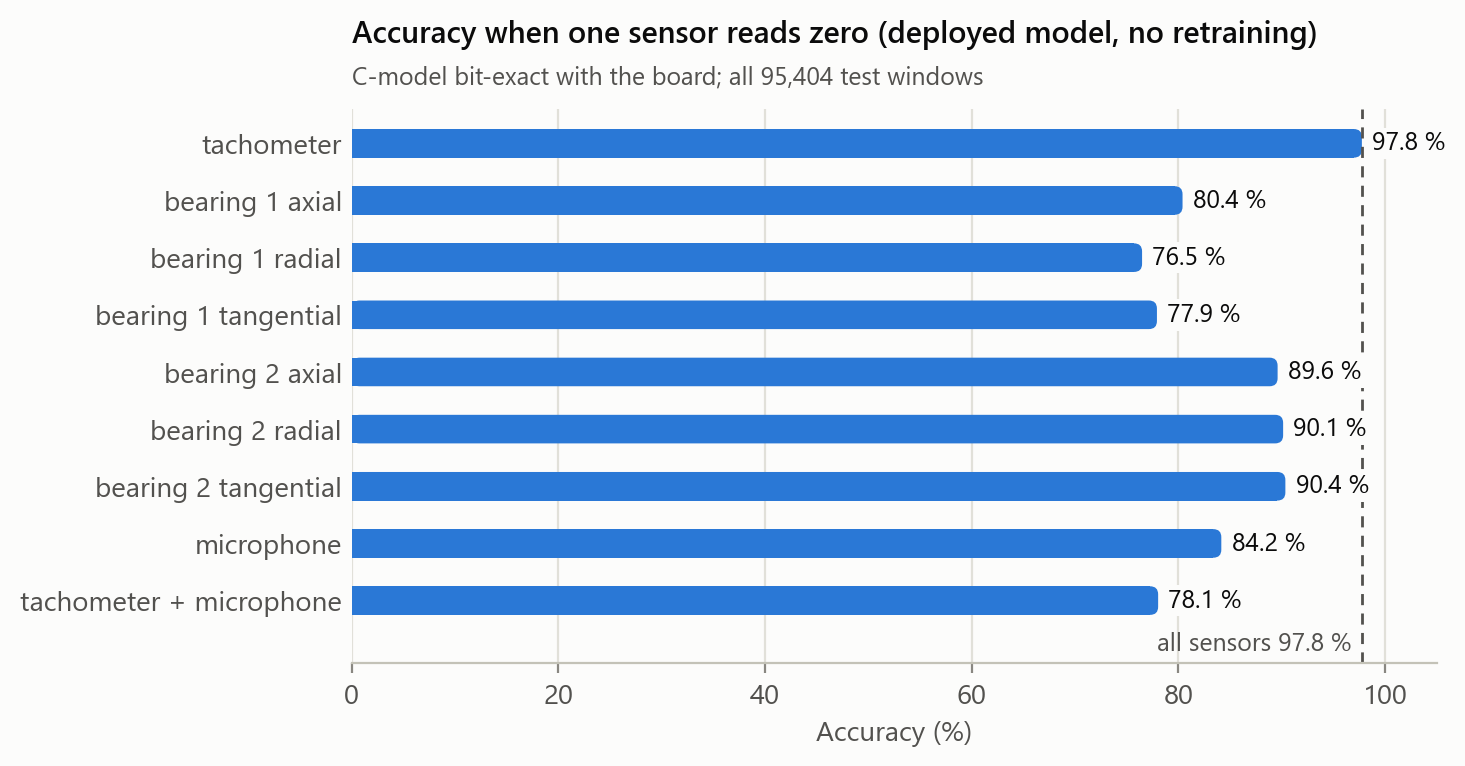 Accuracy when one sensor reads zero (deployed model, no retraining)
C-model bit-exact with the board; all 95,404 test windows
tachometer 97.8 %
bearing 1 axial 80.4 %
bearing 1 radial 76.5 %
bearing 1 tangential 77.9 %
bearing 2 axial 89.6 %
bearing 2 radial 90.1 %
bearing 2 tangential 90.4 %
microphone 84.2 %
tachometer + microphone 78.1 %
all sensors 97.8 %
0 20 40 60 80 100
Accuracy (%)